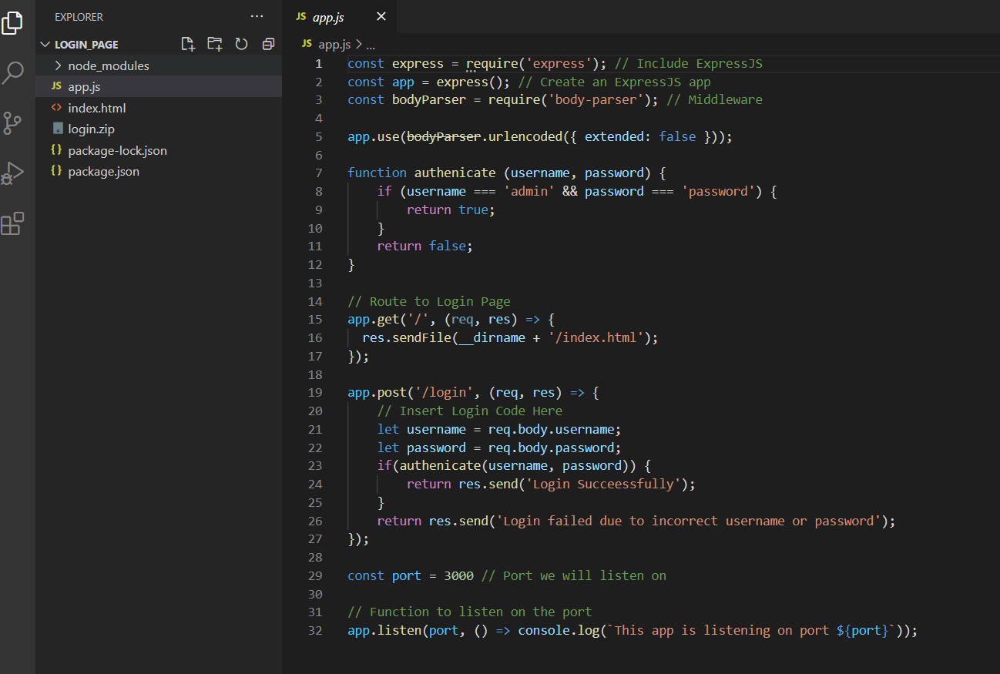 EXPLORER
...
LOGIN_PAGE
node_modules
JS app.js
<> index.html
login.zip
{} package-lock.json
{} package.json
JS app.js ×
JS app.js > ...
1 const express = require('express'); // Include ExpressJS
2 const app = express(); // Create an ExpressJS app
3 const bodyParser = require('body-parser'); // Middleware
4
5 app.use(bodyParser.urlencoded({ extended: false }));
6
7 function authenicate (username, password) {
8     if (username === 'admin' && password === 'password') {
9         return true;
10     }
11     return false;
12 }
13
14 // Route to Login Page
15 app.get('/', (req, res) => {
16   res.sendFile(__dirname + '/index.html');
17 });
18
19 app.post('/login', (req, res) => {
20     // Insert Login Code Here
21     let username = req.body.username;
22     let password = req.body.password;
23     if(authenicate(username, password)) {
24         return res.send('Login Succeessfully');
25     }
26     return res.send('Login failed due to incorrect username or password');
27 });
28
29 const port = 3000 // Port we will listen on
30
31 // Function to listen on the port
32 app.listen(port, () => console.log(`This app is listening on port ${port}`));